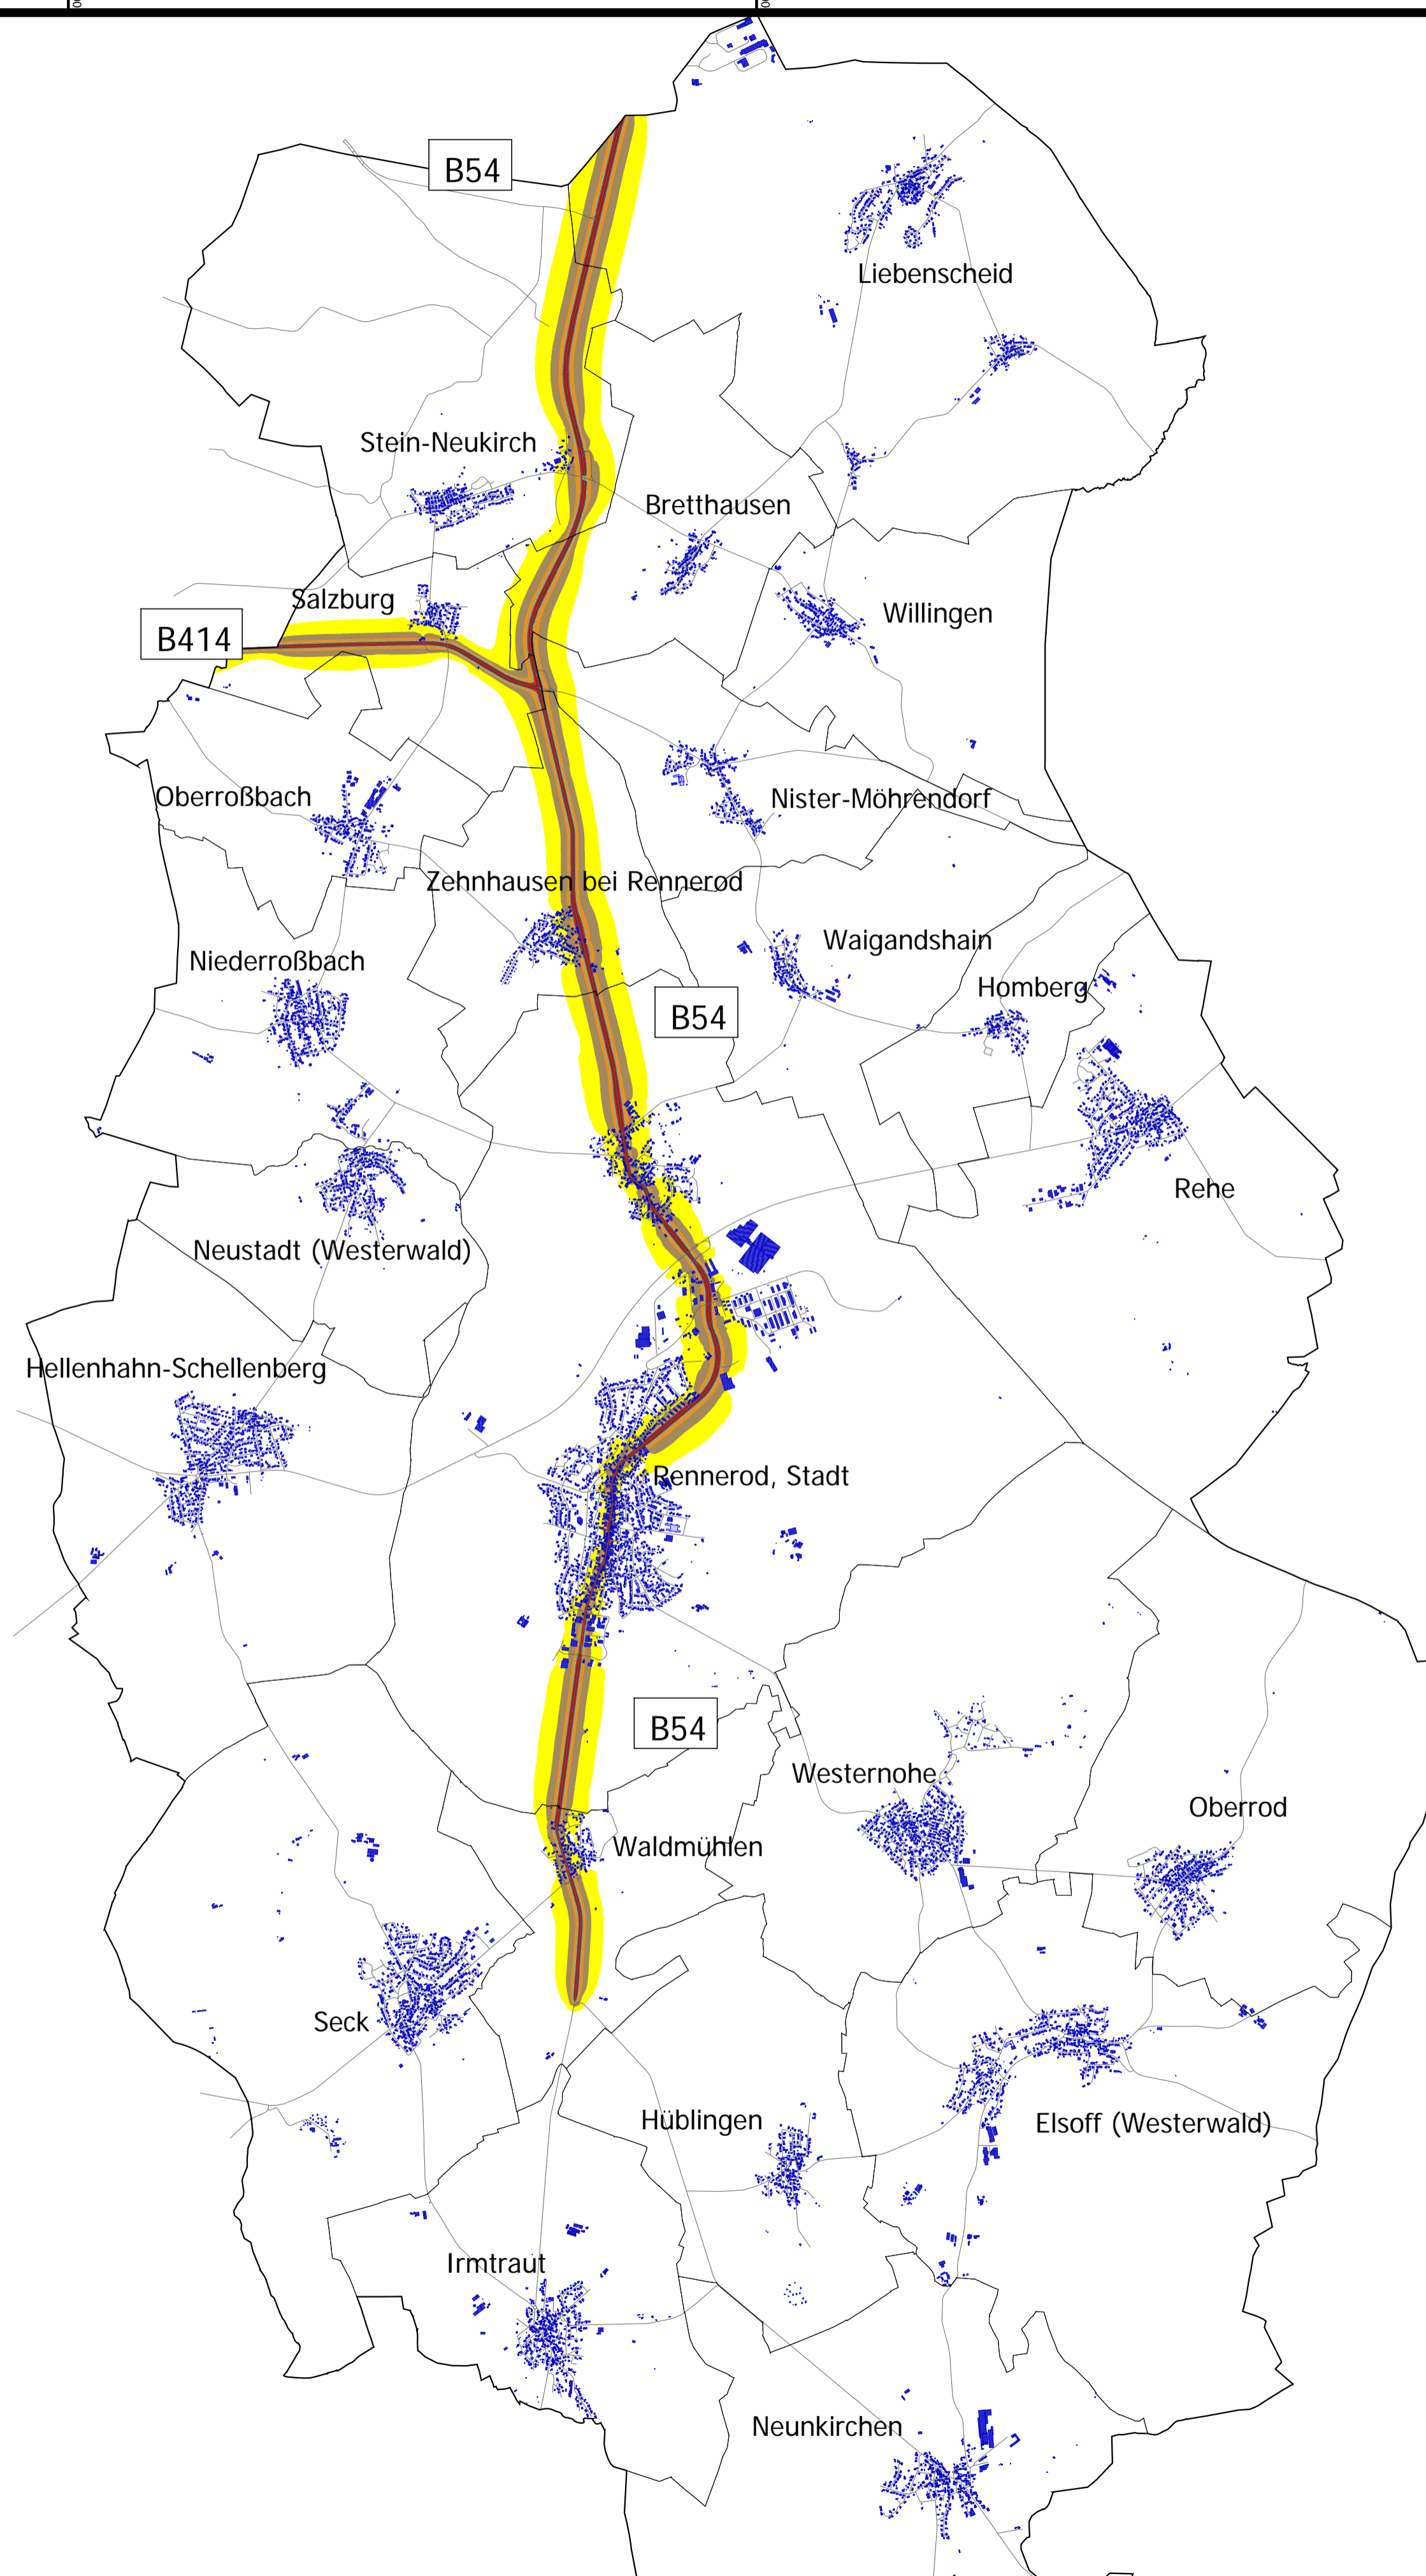 B54
Liebenscheid
Stein-Neukirch
Bretthausen
Salzburg
Willingen
B414
Oberroßbach
Nister-Möhrendorf
Zehnhausen bei Rennerod
Waigandshain
Niederroßbach
Homberg
B54
Rehe
Neustadt (Westerwald)
Hellenhahn-Schellenberg
Rennerod, Stadt
B54
Westernohe
Oberrod
Waldmühlen
Seck
Hüblingen
Elsoff (Westerwald)
Irmtraut
Neunkirchen